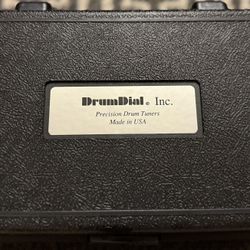 DrumDial® Inc.
Precision Drum Tuners
Made in USA